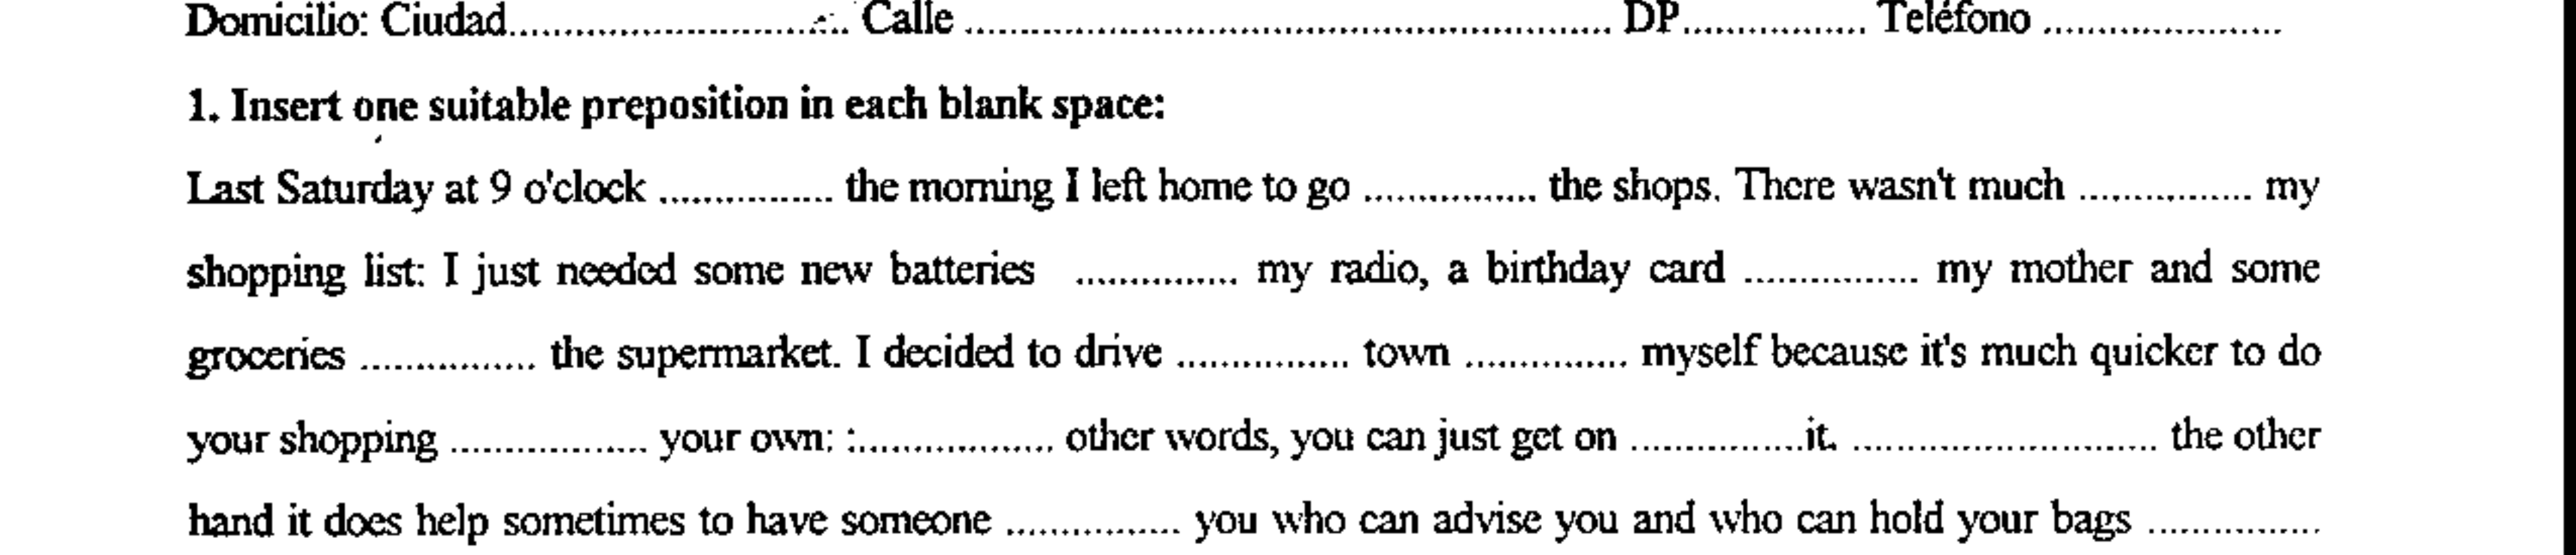 Domicilio: Ciudad............................... Calle ............................................................ DP................. Teléfono ......................
1. Insert one suitable preposition in each blank space:
Last Saturday at 9 o'clock ................ the morning I left home to go ................ the shops. There wasn't much ................ my
shopping list: I just needed some new batteries ............... my radio, a birthday card ................ my mother and some
groceries ................ the supermarket. I decided to drive ................ town ............... myself because it's much quicker to do
your shopping .................. your own: :.................. other words, you can just get on ................it. ............................ the other
hand it does help sometimes to have someone ................ you who can advise you and who can hold your bags ................